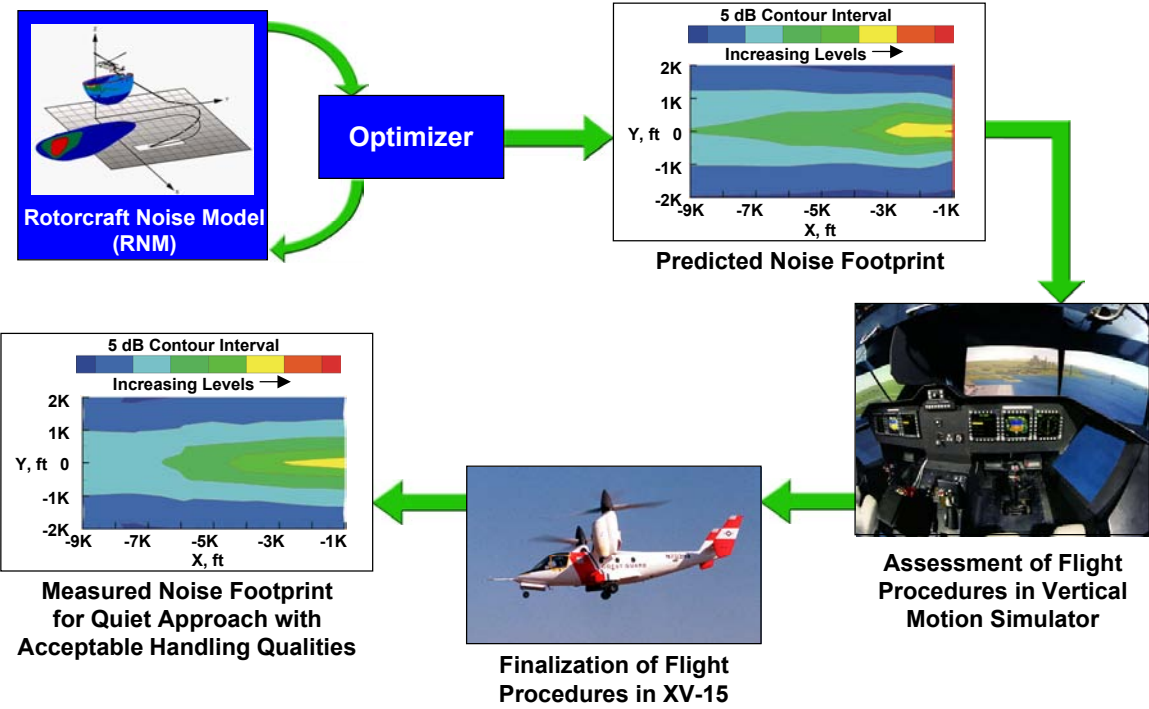 Rotorcraft Noise Model
(RNM)
Optimizer
5 dB Contour Interval
Increasing Levels
2K
1K
Y, ft 0
-1K
-2K
-9K -7K -5K -3K -1K
X, ft
Predicted Noise Footprint
Assessment of Flight
Procedures in Vertical
Motion Simulator
Finalization of Flight
Procedures in XV-15
5 dB Contour Interval
Increasing Levels
2K
1K
Y, ft 0
-1K
-2K
-9K -7K -5K -3K -1K
X, ft
Measured Noise Footprint
for Quiet Approach with
Acceptable Handling Qualities
COAST GUARD